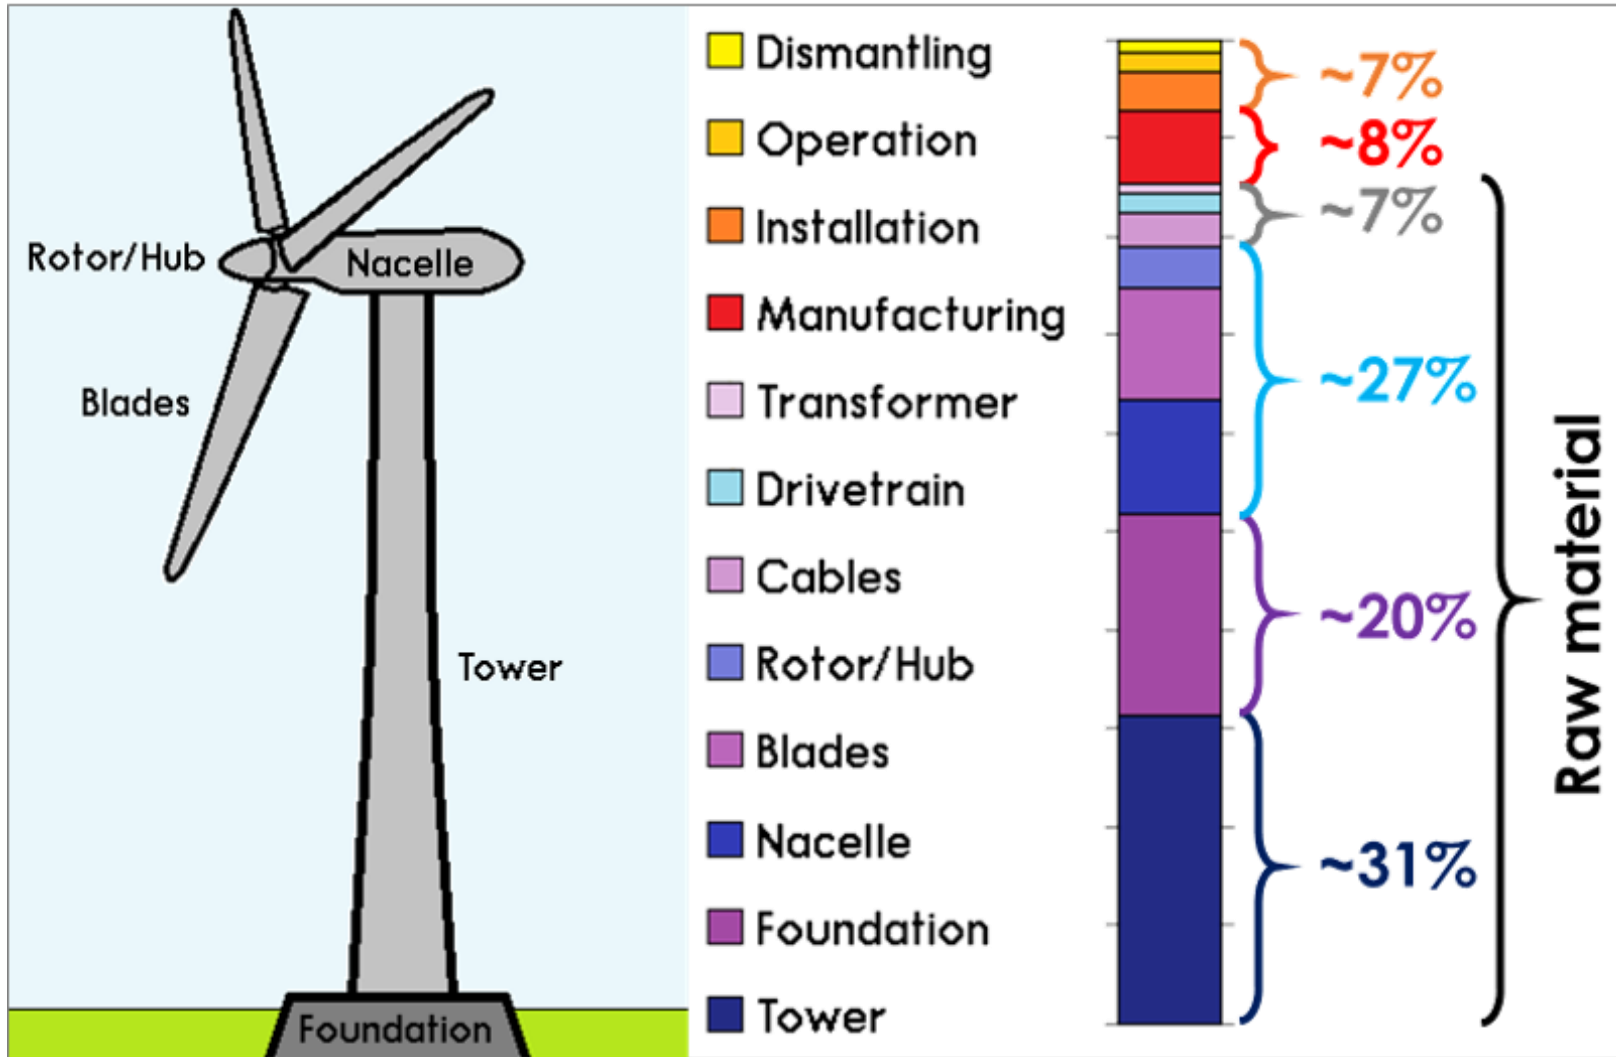 Rotor/Hub
Nacelle
Blades
Tower
Foundation
Dismantling
Operation
Installation
Manufacturing
Transformer
Drivetrain
Cables
Rotor/Hub
Blades
Nacelle
Foundation
Tower
~7%
~8%
~7%
~27%
~20%
~31%
Raw material